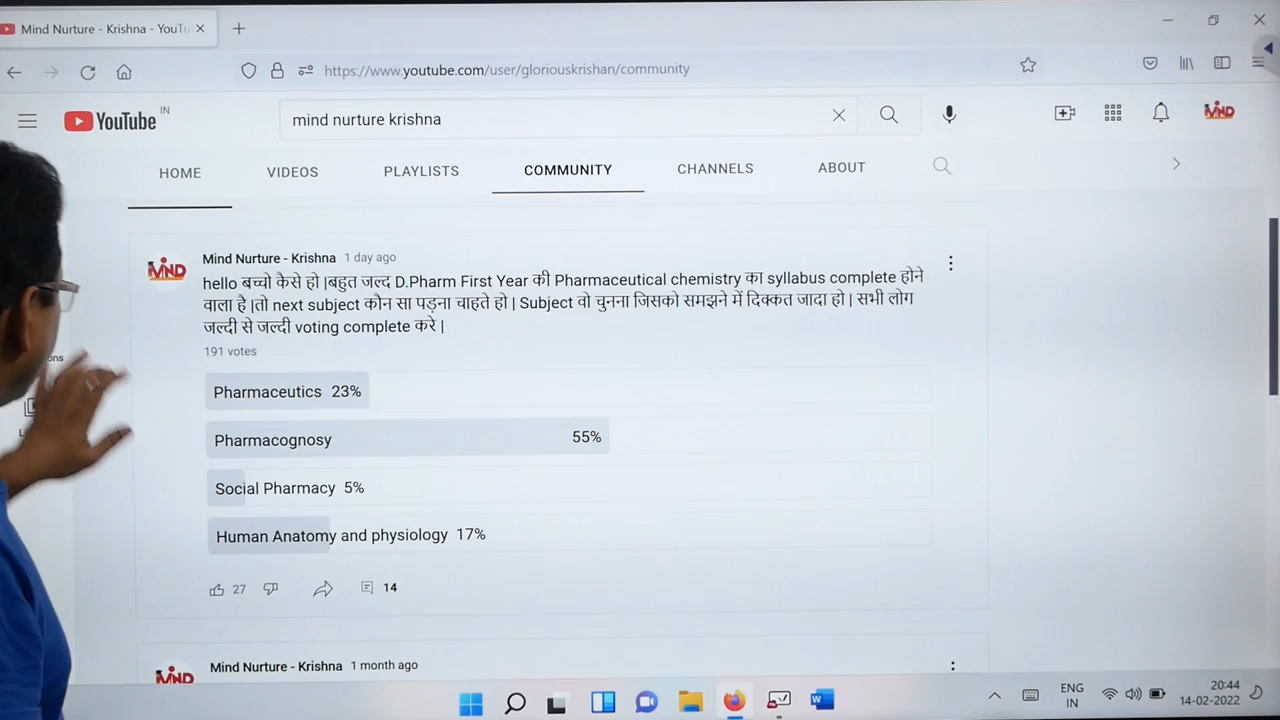 Mind Nurture - Krishna - YouTu
https://www.youtube.com/user/gloriouskrishan/community
YouTube IN
mind nurture krishna
MND
HOME VIDEOS PLAYLISTS COMMUNITY CHANNELS ABOUT
MND
Mind Nurture - Krishna 1 day ago
hello बच्चो कैसे हो |बहुत जल्द D.Pharm First Year की Pharmaceutical chemistry का syllabus complete होने
वाला है |तो next subject कौन सा पड़ना चाहते हो | Subject वो चुनना जिसको समझने में दिक्कत जादा हो | सभी लोग
जल्दी से जल्दी voting complete करे |
191 votes
Pharmaceutics 23%
Pharmacognosy 55%
Social Pharmacy 5%
Human Anatomy and physiology 17%
27 14
MND
Mind Nurture - Krishna 1 month ago
ENG
IN
20:44
14-02-2022